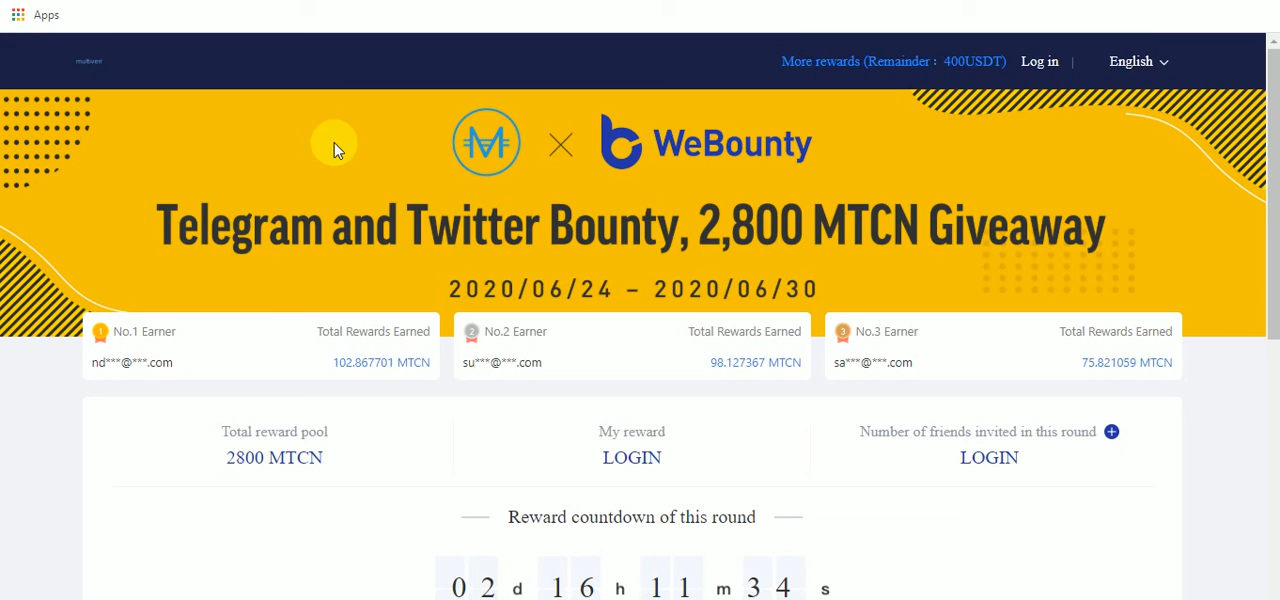 Apps
multiven
More rewards (Remainder : 400USDT) Log in | English
WeBounty
Telegram and Twitter Bounty, 2,800 MTCN Giveaway
2020/06/24 – 2020/06/30
1 No.1 Earner Total Rewards Earned
nd***@***.com 102.867701 MTCN
2 No.2 Earner Total Rewards Earned
su***@***.com 98.127367 MTCN
3 No.3 Earner Total Rewards Earned
sa***@***.com 75.821059 MTCN
Total reward pool
2800 MTCN
My reward
LOGIN
Number of friends invited in this round
LOGIN
Reward countdown of this round
02 d 16 h 11 m 34 s